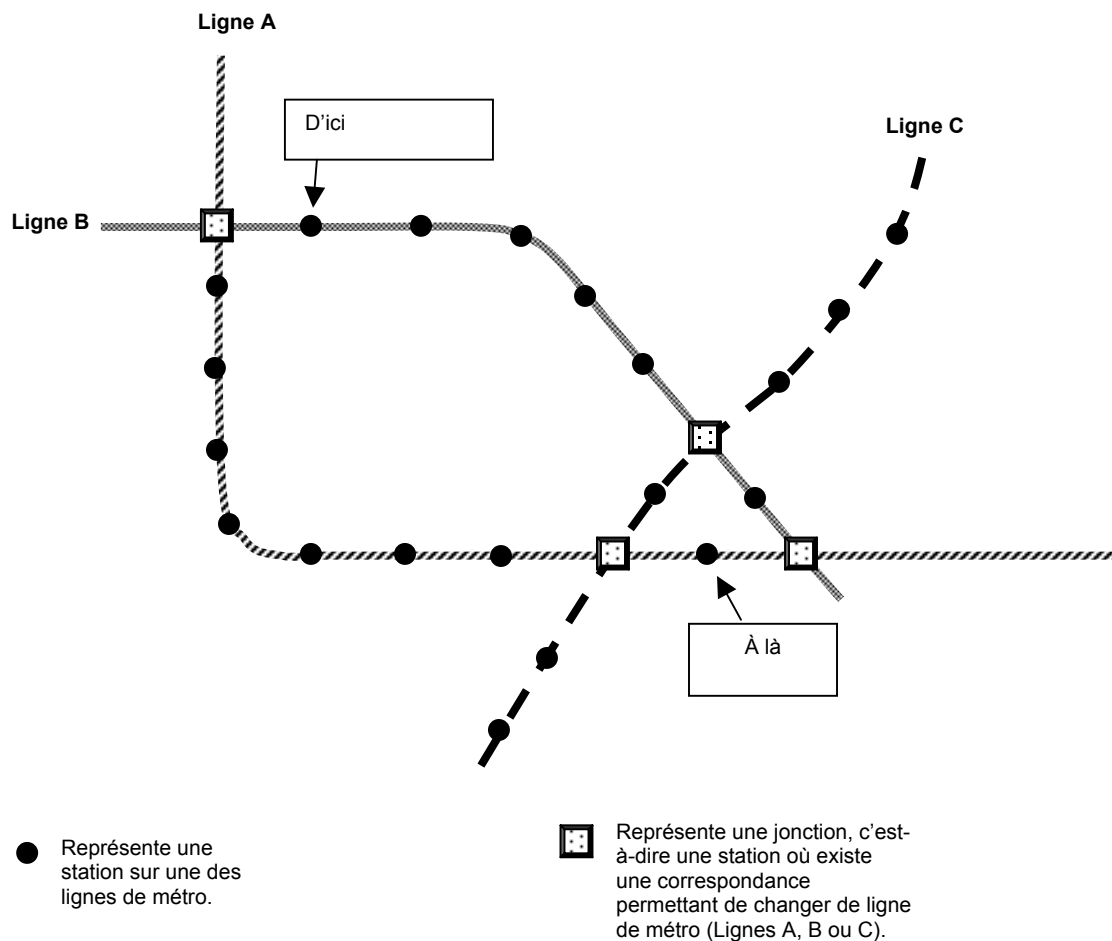 Ligne A
D'ici
Ligne C
Ligne B
À là
Représente une
station sur une des
lignes de métro.
Représente une jonction, c'est-
à-dire une station où existe
une correspondance
permettant de changer de ligne
de métro (Lignes A, B ou C).